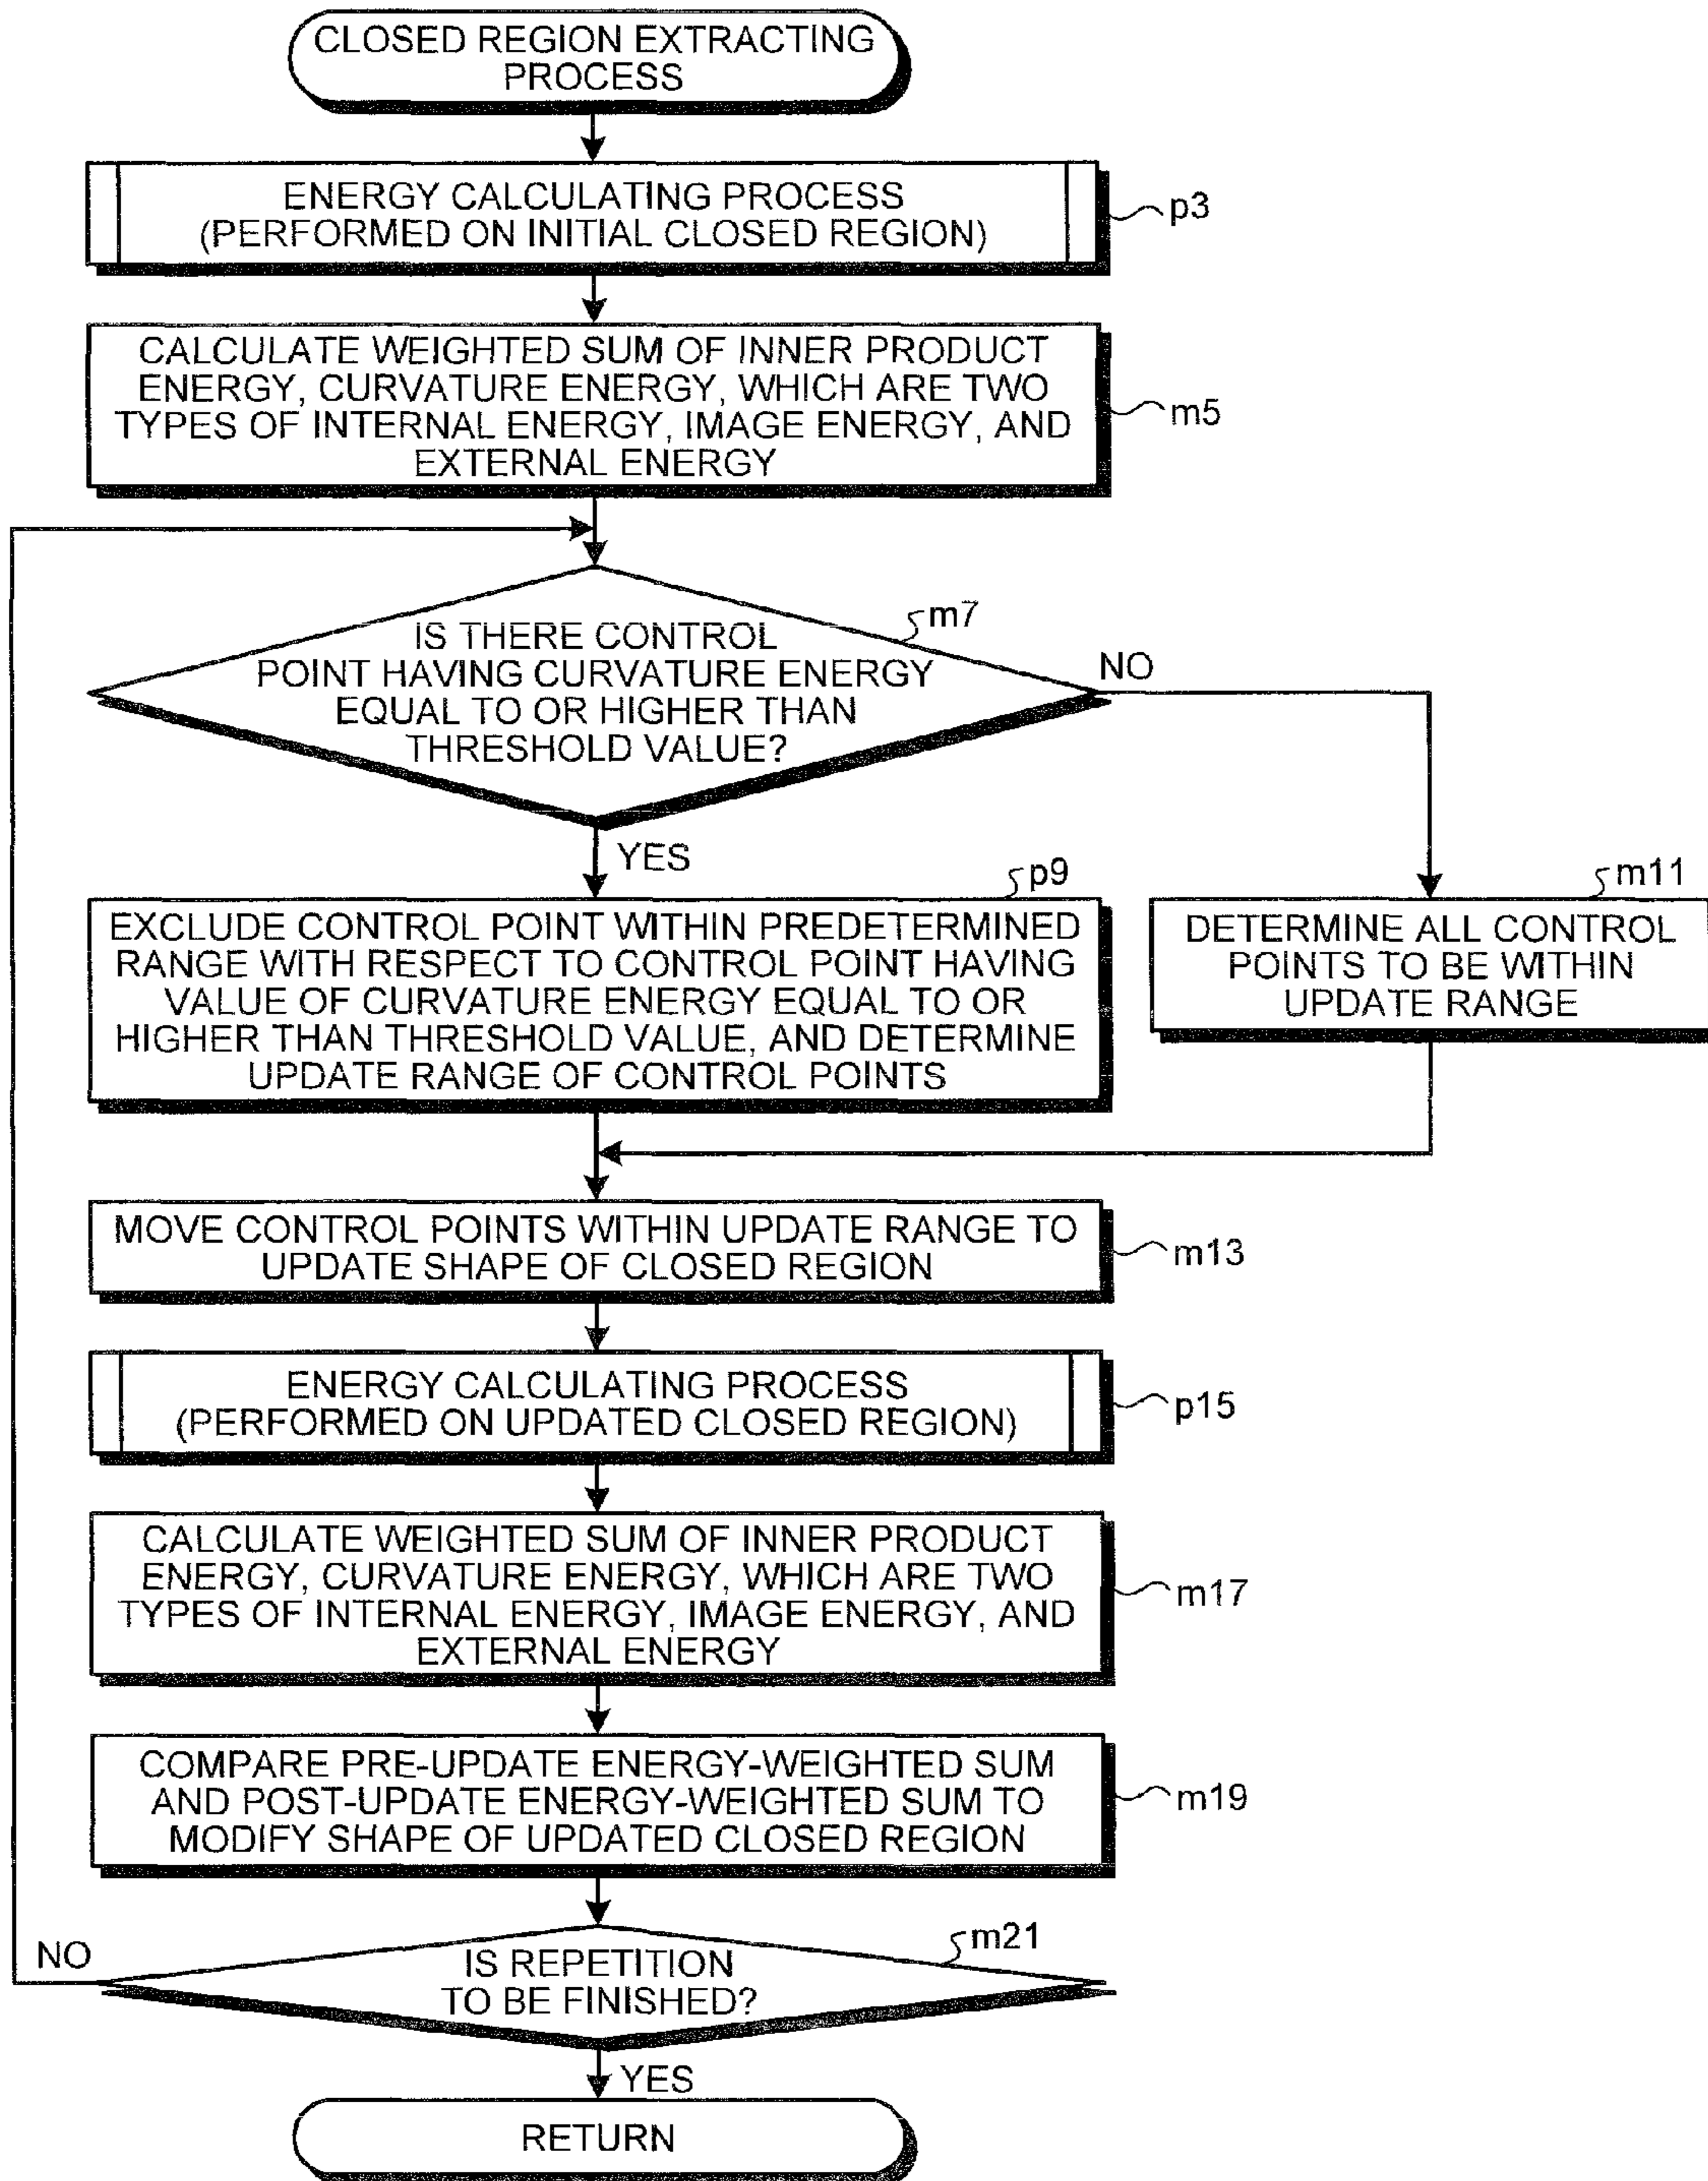 CLOSED REGION EXTRACTING
PROCESS
ENERGY CALCULATING PROCESS
(PERFORMED ON INITIAL CLOSED REGION)
p3
CALCULATE WEIGHTED SUM OF INNER PRODUCT
ENERGY, CURVATURE ENERGY, WHICH ARE TWO
TYPES OF INTERNAL ENERGY, IMAGE ENERGY, AND
EXTERNAL ENERGY
m5
m7
IS THERE CONTROL
POINT HAVING CURVATURE ENERGY
EQUAL TO OR HIGHER THAN
THRESHOLD VALUE?
NO
YES
p9
EXCLUDE CONTROL POINT WITHIN PREDETERMINED
RANGE WITH RESPECT TO CONTROL POINT HAVING
VALUE OF CURVATURE ENERGY EQUAL TO OR
HIGHER THAN THRESHOLD VALUE, AND DETERMINE
UPDATE RANGE OF CONTROL POINTS
m11
DETERMINE ALL CONTROL
POINTS TO BE WITHIN
UPDATE RANGE
MOVE CONTROL POINTS WITHIN UPDATE RANGE TO
UPDATE SHAPE OF CLOSED REGION
m13
ENERGY CALCULATING PROCESS
(PERFORMED ON UPDATED CLOSED REGION)
p15
CALCULATE WEIGHTED SUM OF INNER PRODUCT
ENERGY, CURVATURE ENERGY, WHICH ARE TWO
TYPES OF INTERNAL ENERGY, IMAGE ENERGY, AND
EXTERNAL ENERGY
m17
COMPARE PRE-UPDATE ENERGY-WEIGHTED SUM
AND POST-UPDATE ENERGY-WEIGHTED SUM TO
MODIFY SHAPE OF UPDATED CLOSED REGION
m19
m21
NO
IS REPETITION
TO BE FINISHED?
YES
RETURN